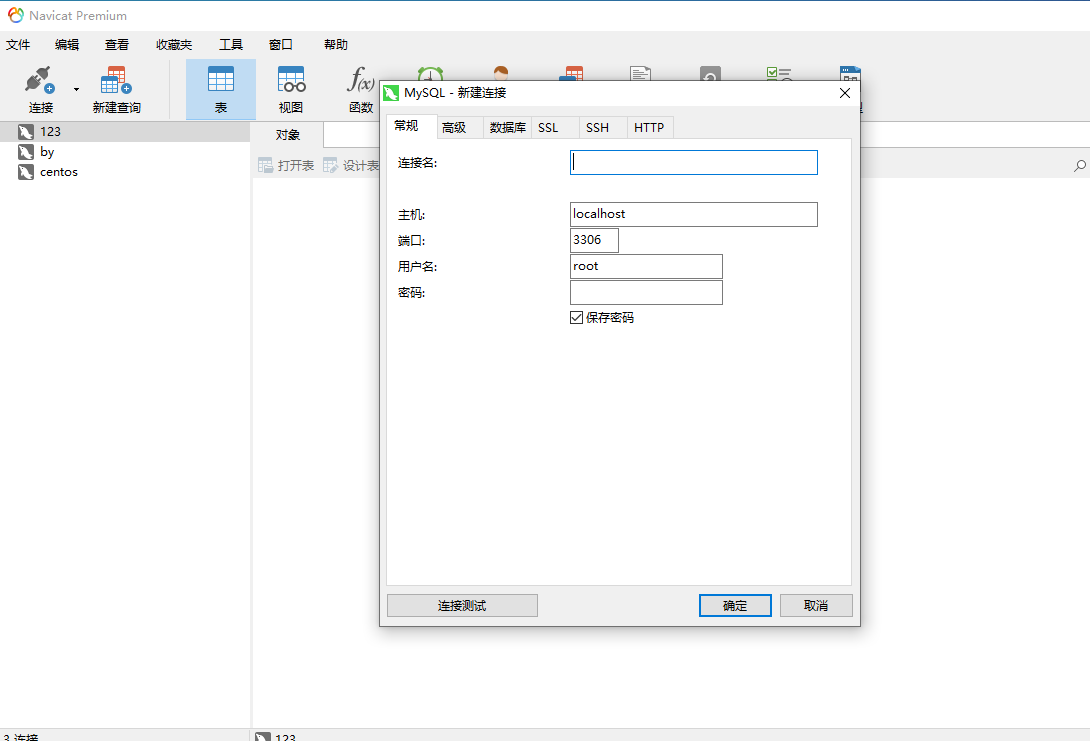 Navicat Premium
文件 编辑 查看 收藏夹 工具 窗口 帮助
连接 新建查询 表 视图 函数
MySQL - 新建连接
123
by
centos
对象
打开表 设计表
常规 高级 数据库 SSL SSH HTTP
连接名:
主机: localhost
端口: 3306
用户名: root
密码:
保存密码
连接测试 确定 取消
3 连接 123